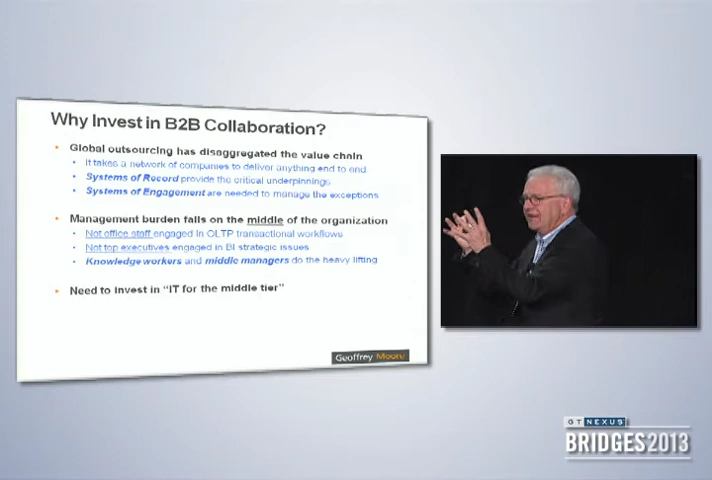 Why Invest in B2B Collaboration?
• Global outsourcing has disaggregated the value chain
• It takes a network of companies to deliver anything end to end
• Systems of Record provide the critical underpinnings
• Systems of Engagement are needed to manage the exceptions
• Management burden falls on the middle of the organization
• Not office staff engaged in OLTP transactional workflows
• Not top executives engaged in BI strategic issues
• Knowledge workers and middle managers do the heavy lifting
• Need to invest in "IT for the middle tier"
Geoffrey Moore
GT NEXUS
BRIDGES2013